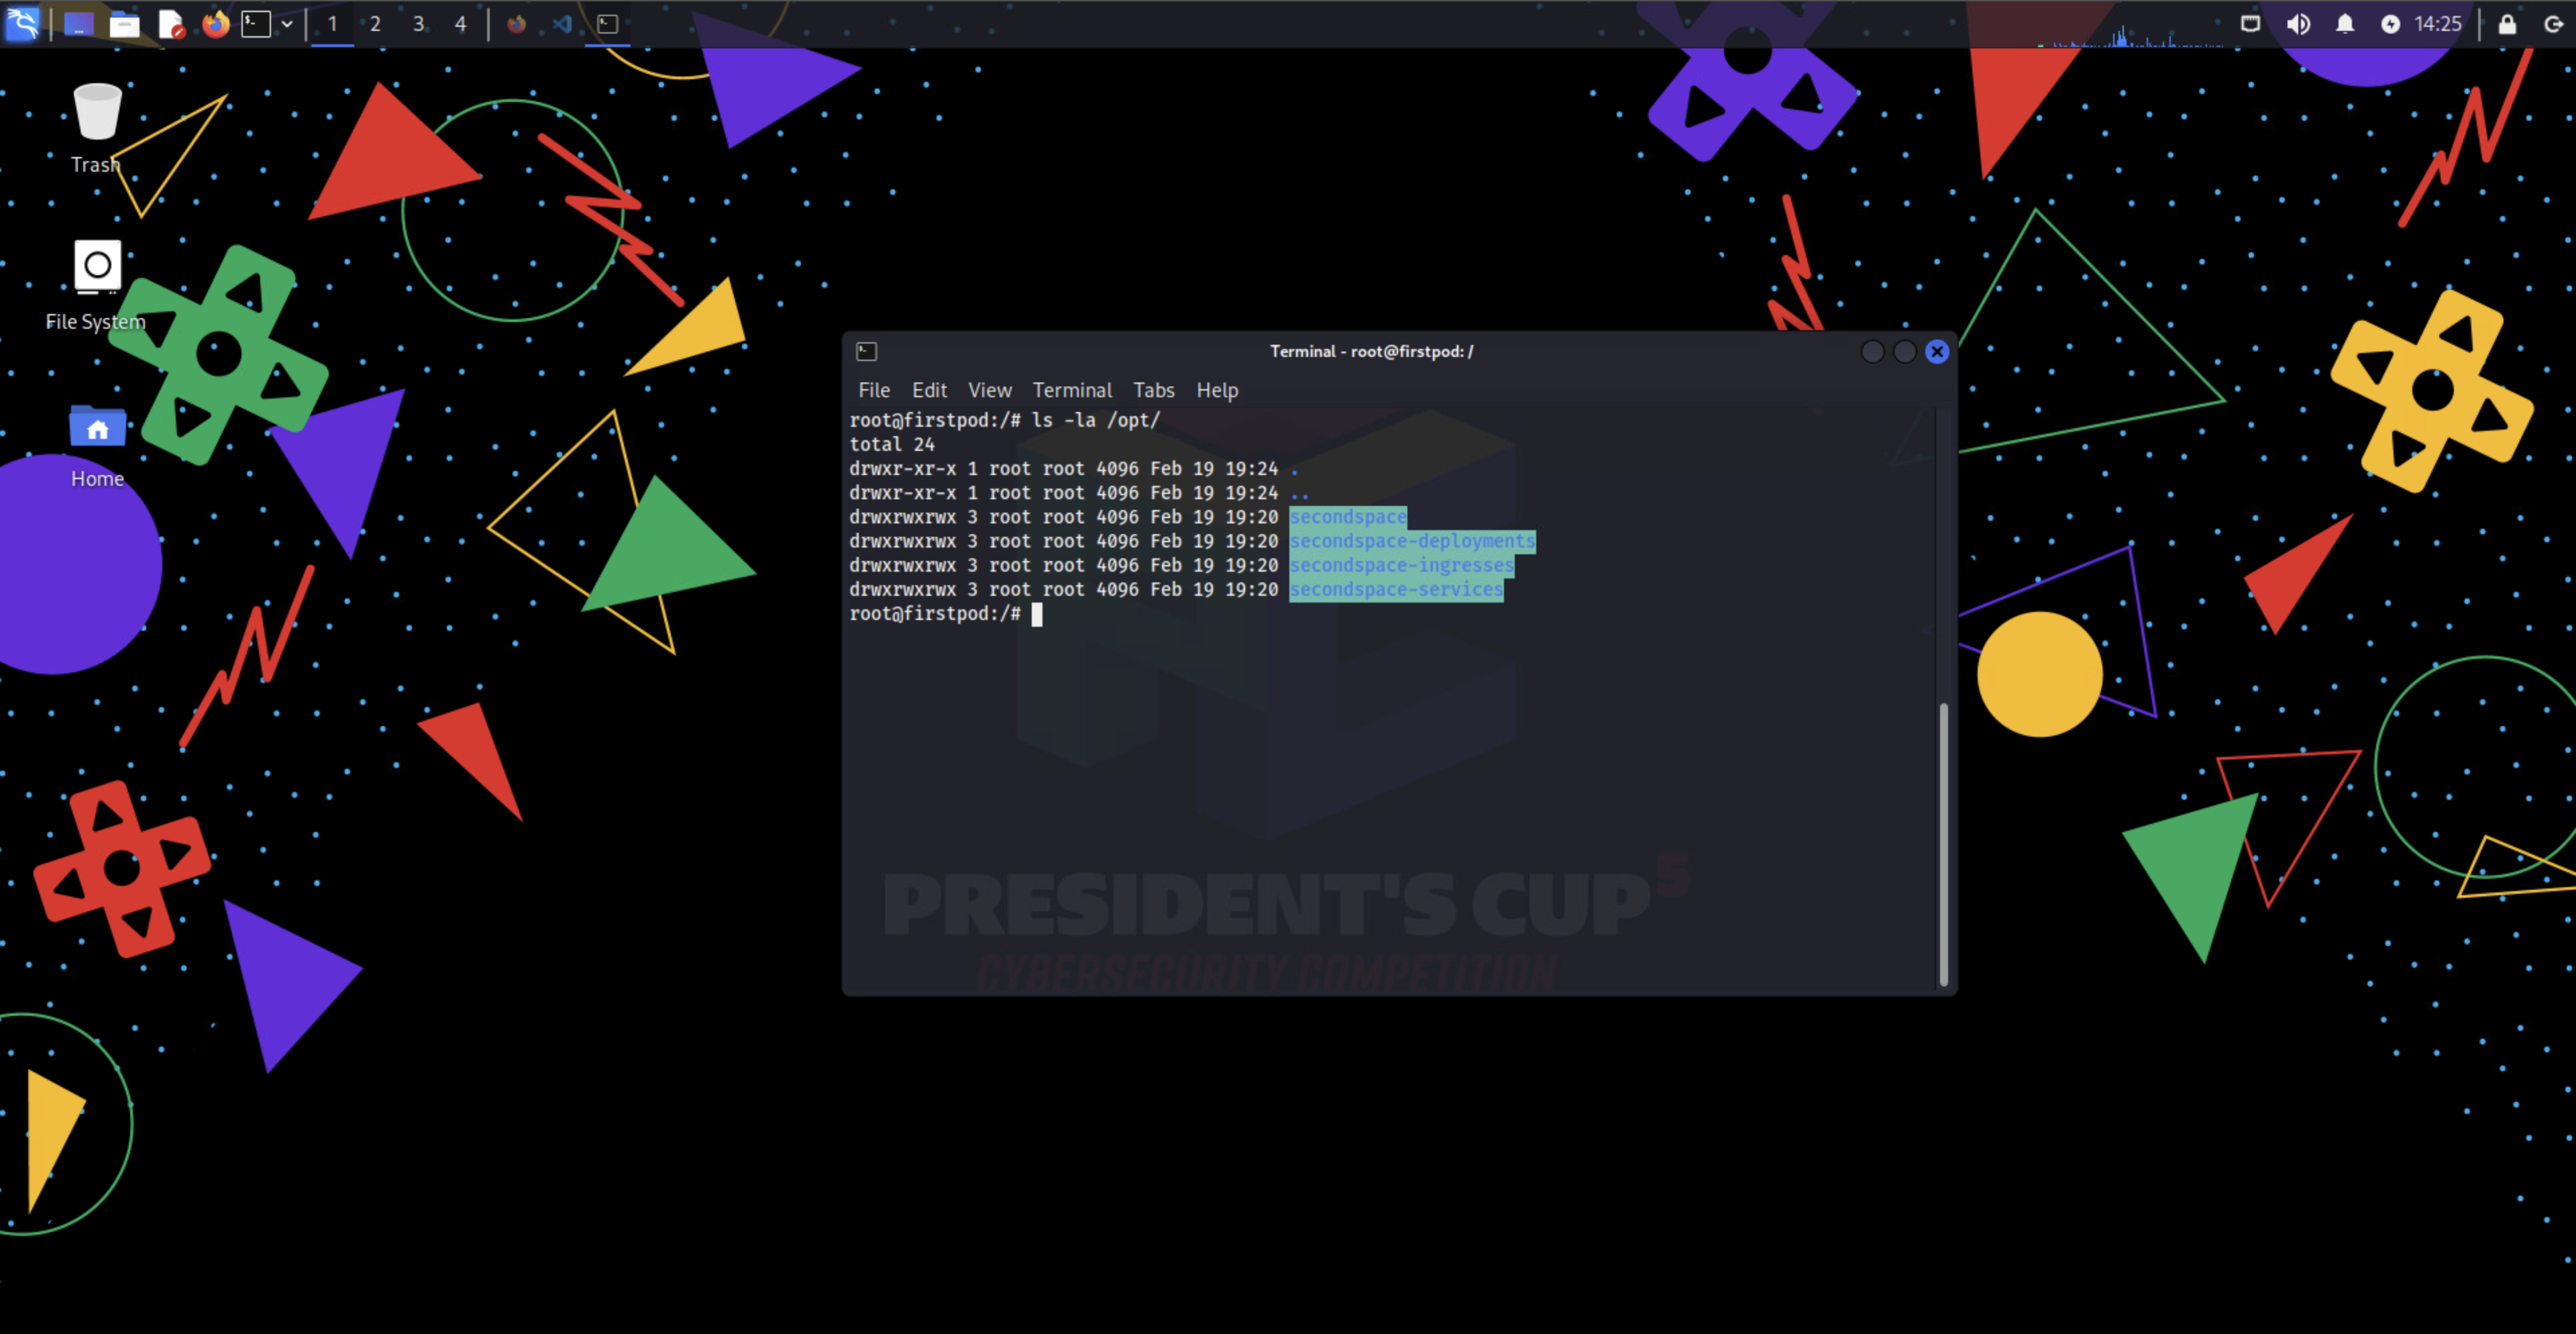 1 2 3 4 14:25
Trash
File System
Home
Terminal - root@firstpod: /
File Edit View Terminal Tabs Help
root@firstpod:/# ls -la /opt/
total 24
drwxr-xr-x 1 root root 4096 Feb 19 19:24 .
drwxr-xr-x 1 root root 4096 Feb 19 19:24 ..
drwxrwxrwx 3 root root 4096 Feb 19 19:20 secondspace
drwxrwxrwx 3 root root 4096 Feb 19 19:20 secondspace-deployments
drwxrwxrwx 3 root root 4096 Feb 19 19:20 secondspace-ingresses
drwxrwxrwx 3 root root 4096 Feb 19 19:20 secondspace-services
root@firstpod:/#
PRESIDENT'S CUP 5
CYBERSECURITY COMPETITION